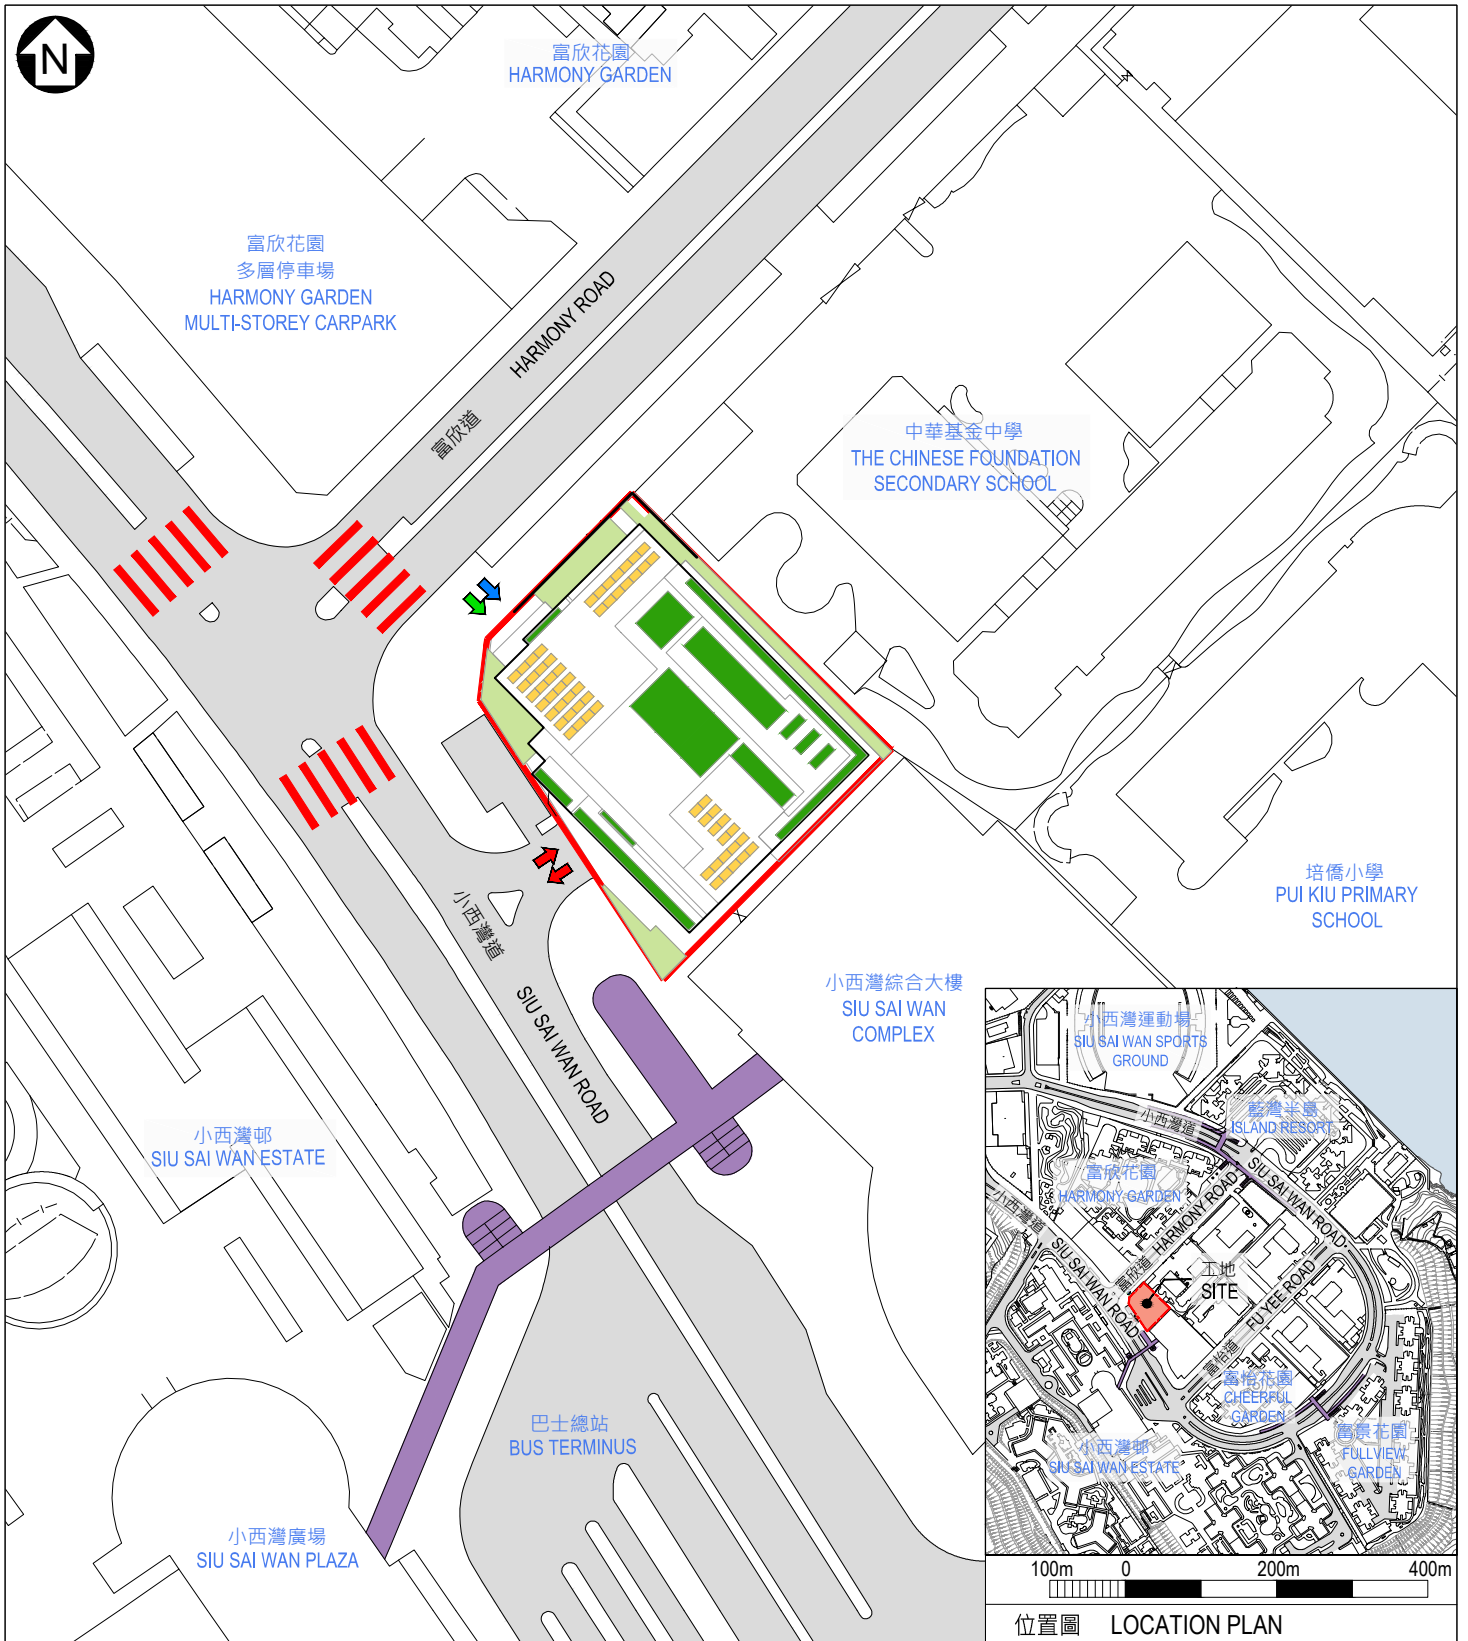 N
富欣花園
HARMONY GARDEN
富欣花園
多層停車場
HARMONY GARDEN
MULTI-STOREY CARPARK
富欣道
HARMONY ROAD
中華基金中學
THE CHINESE FOUNDATION
SECONDARY SCHOOL
培僑小學
PUI KIU PRIMARY
SCHOOL
小西灣道
SIU SAI WAN ROAD
小西灣綜合大樓
SIU SAI WAN
COMPLEX
小西灣邨
SIU SAI WAN ESTATE
巴士總站
BUS TERMINUS
小西灣廣場
SIU SAI WAN PLAZA
小西灣運動場
SIU SAI WAN SPORTS
GROUND
小西灣道
藍灣半島
ISLAND RESORT
SIU SAI WAN ROAD
富欣花園
HARMONY GARDEN
小西灣道
SIU SAI WAN ROAD
富欣道
HARMONY ROAD
工地
SITE
富怡道
FU YEE ROAD
富怡花園
CHEERFUL
GARDEN
富景花園
FULLVIEW
GARDEN
小西灣邨
SIU SAI WAN ESTATE
100m 0 200m 400m
位置圖 LOCATION PLAN